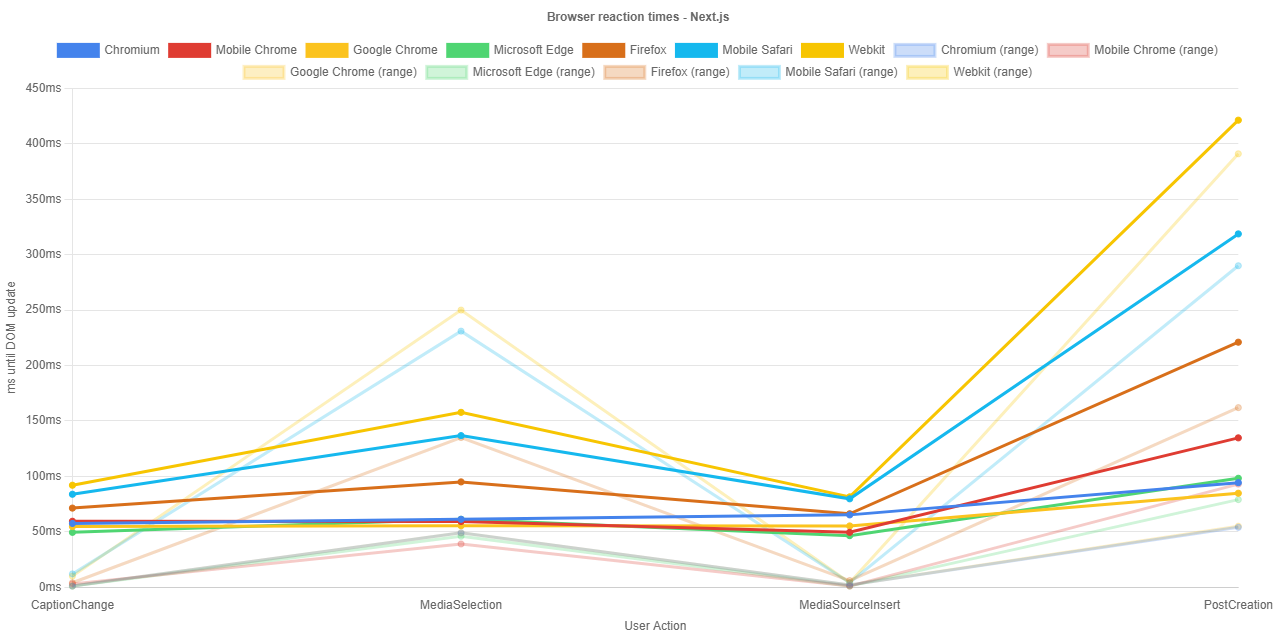 Browser reaction times - Next.js
Chromium Mobile Chrome Google Chrome Microsoft Edge Firefox Mobile Safari Webkit Chromium (range) Mobile Chrome (range)
Google Chrome (range) Microsoft Edge (range) Firefox (range) Mobile Safari (range) Webkit (range)
450ms
400ms
350ms
300ms
250ms
200ms
150ms
100ms
50ms
0ms
ms until DOM update
CaptionChange MediaSelection MediaSourceInsert PostCreation
User Action